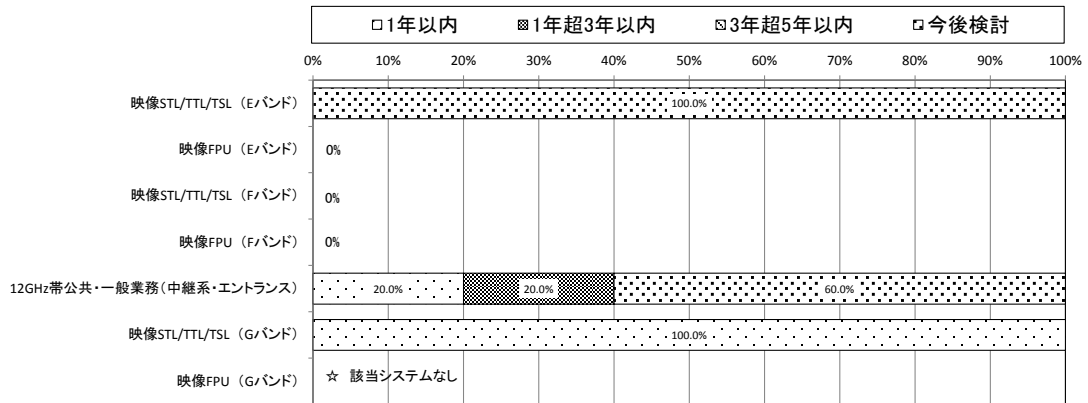 1年以内 1年超3年以内 3年超5年以内 今後検討
0% 10% 20% 30% 40% 50% 60% 70% 80% 90% 100%
映像STL/TTL/TSL（Eバンド） 100.0%
映像FPU（Eバンド） 0%
映像STL/TTL/TSL（Fバンド） 0%
映像FPU（Fバンド） 0%
12GHz帯公共・一般業務（中継系・エントランス） 20.0% 20.0% 60.0%
映像STL/TTL/TSL（Gバンド） 100.0%
映像FPU（Gバンド） ☆ 該当システムなし